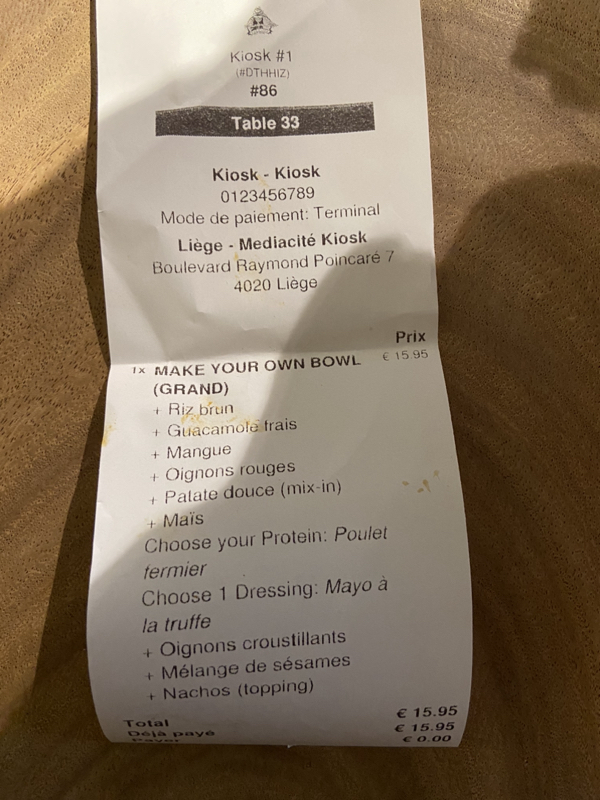 Kiosk #1
(#DTHHIZ)
#86
Table 33
Kiosk - Kiosk
0123456789
Mode de paiement: Terminal
Liège - Mediacité Kiosk
Boulevard Raymond Poincaré 7
4020 Liège
Prix
1x MAKE YOUR OWN BOWL € 15.95
(GRAND)
+ Riz brun
+ Guacamole frais
+ Mangue
+ Oignons rouges
+ Patate douce (mix-in)
+ Maïs
Choose your Protein: Poulet
fermier
Choose 1 Dressing: Mayo à
la truffe
+ Oignons croustillants
+ Mélange de sésames
+ Nachos (topping)
Total € 15.95
Déjà payé € 15.95
Payer € 0.00